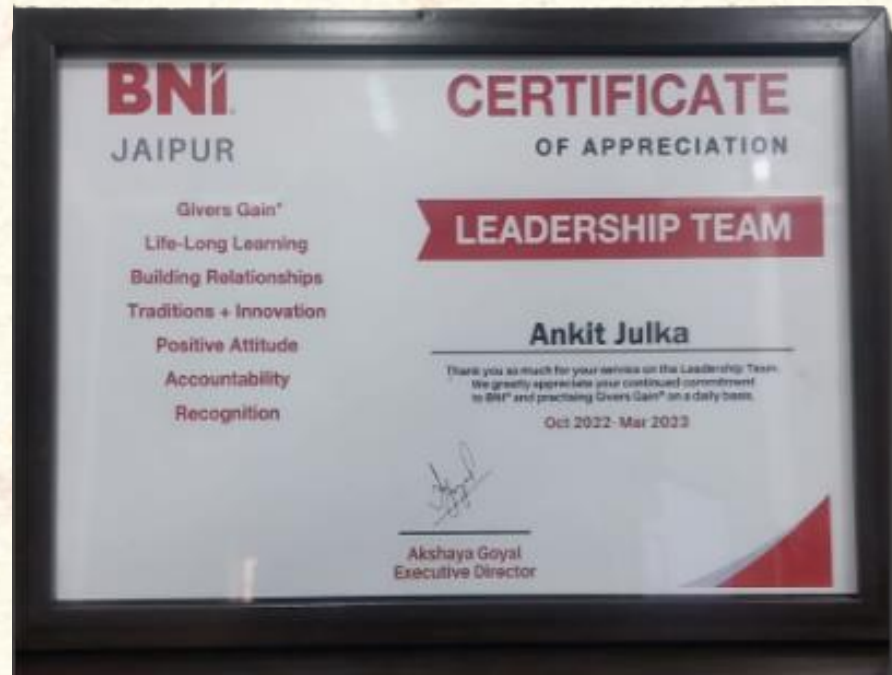 BNI
JAIPUR
Givers Gain®
Life-Long Learning
Building Relationships
Traditions + Innovation
Positive Attitude
Accountability
Recognition
CERTIFICATE
OF APPRECIATION
LEADERSHIP TEAM
Ankit Julka
Thank you so much for your service on the Leadership Team.
We greatly appreciate your continued commitment
to BNI® and practising Givers Gain® on a daily basis.
Oct 2022-Mar 2023
Akshaya Goyal
Executive Director